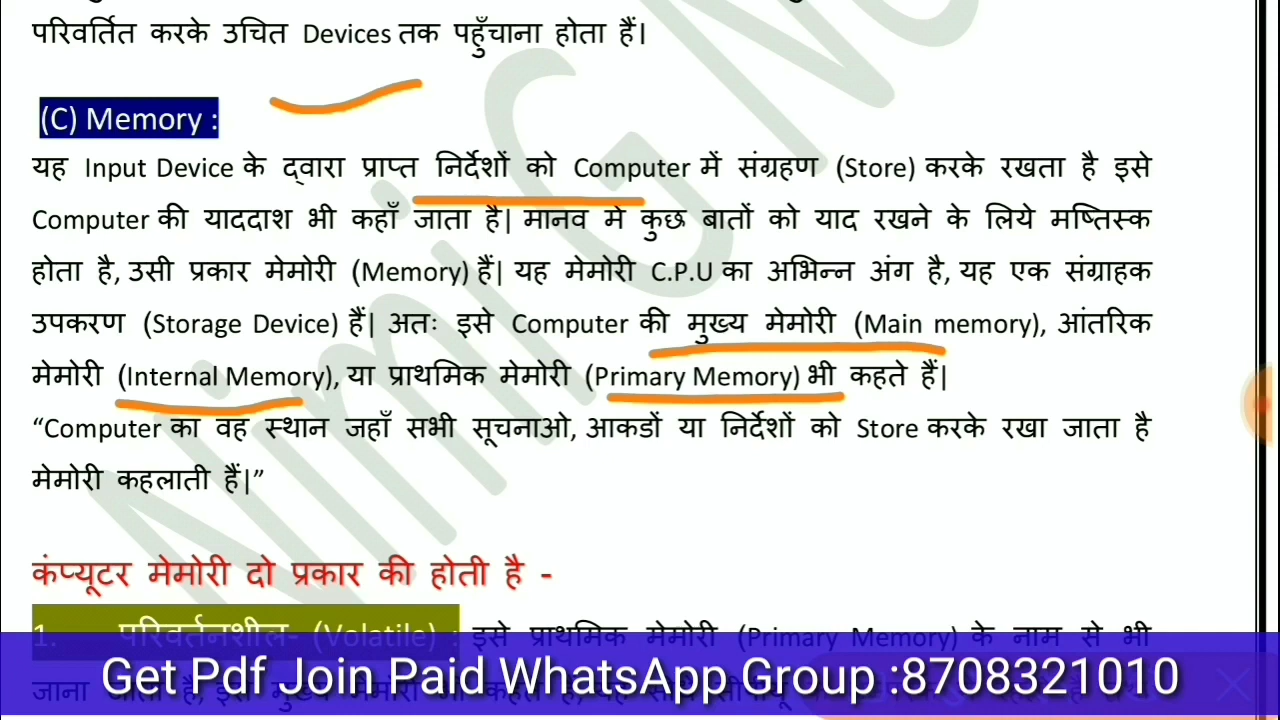 परिवर्तित करके उचित Devices तक पहुँचाना होता हैं।
(C) Memory :
यह Input Device के द्वारा प्राप्त निर्देशों को Computer में संग्रहण (Store) करके रखता है इसे
Computer की याददाश भी कहाँ जाता है| मानव मे कुछ बातों को याद रखने के लिये मष्तिस्क
होता है, उसी प्रकार मेमोरी (Memory) हैं| यह मेमोरी C.P.U का अभिन्न अंग है, यह एक संग्राहक
उपकरण (Storage Device) हैं| अतः इसे Computer की मुख्य मेमोरी (Main memory), आंतरिक
मेमोरी (Internal Memory), या प्राथमिक मेमोरी (Primary Memory) भी कहते हैं|
“Computer का वह स्थान जहाँ सभी सूचनाओ, आकडों या निर्देशों को Store करके रखा जाता है
मेमोरी कहलाती हैं|”
कंप्यूटर मेमोरी दो प्रकार की होती है -
1. परिवर्तनशील- (Volatile) : इसे प्राथमिक मेमोरी (Primary Memory) के नाम से भी
Get Pdf Join Paid WhatsApp Group :8708321010